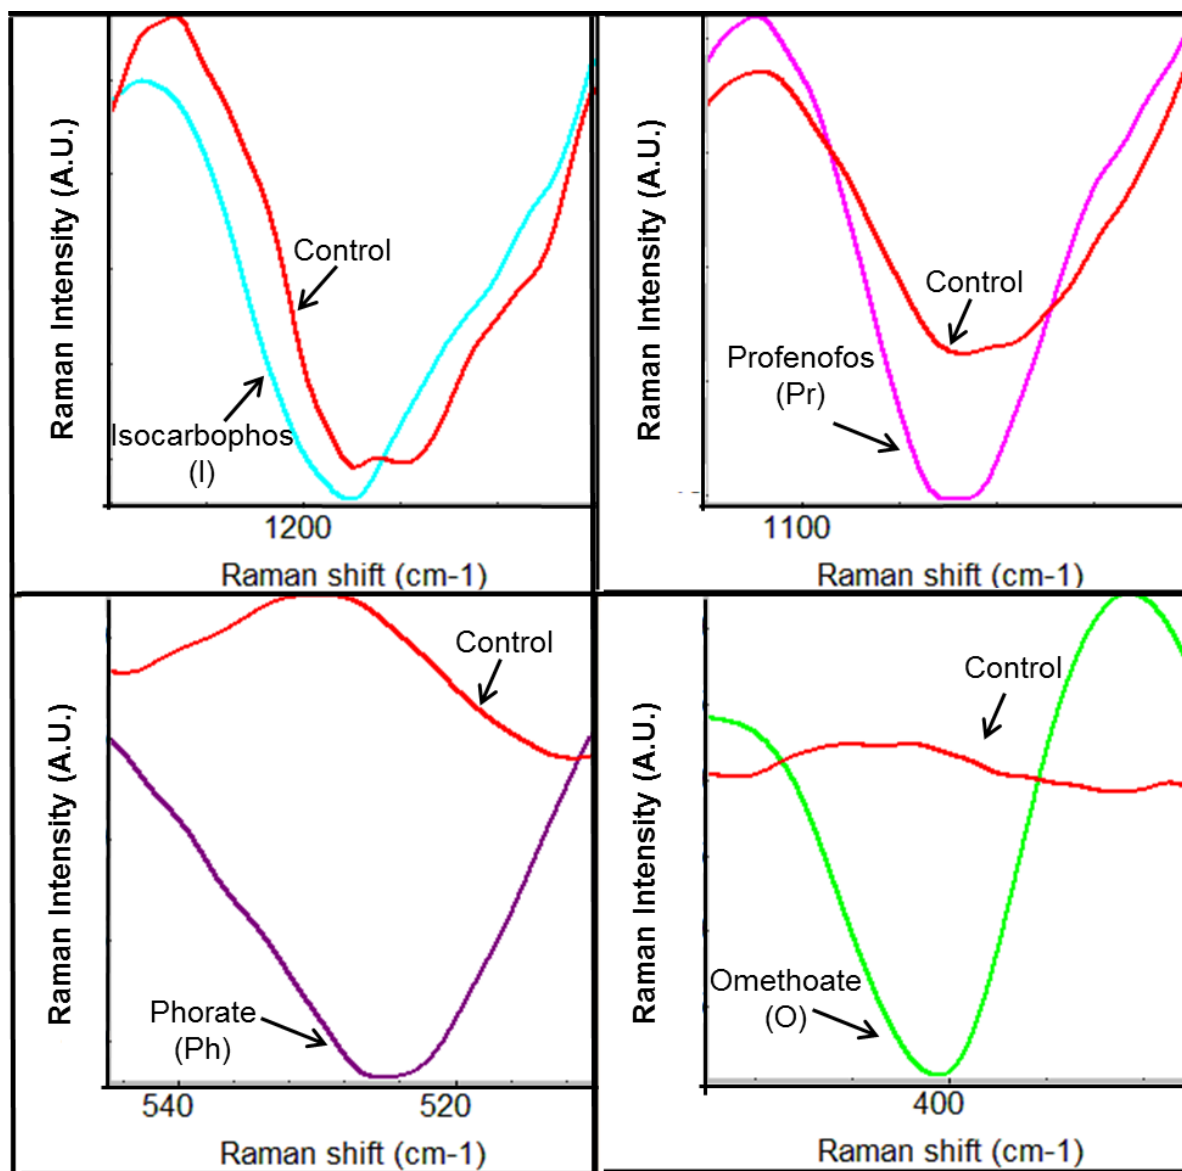 Raman Intensity (A.U.)
Control
Isocarbophos
(I)
1200
Raman shift (cm-1)
Raman Intensity (A.U.)
Control
Profenofos
(Pr)
1100
Raman shift (cm-1)
Raman Intensity (A.U.)
Control
Phorate
(Ph)
540 520
Raman shift (cm-1)
Raman Intensity (A.U.)
Control
Omethoate
(O)
400
Raman shift (cm-1)